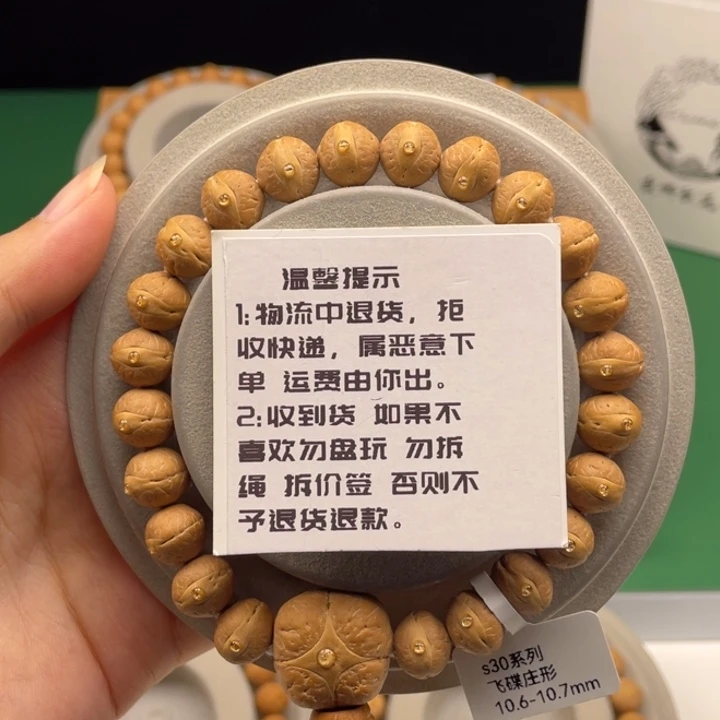 温馨提示
1:物流中退货，拒
收快递，属恶意下
单 运费由你出。
2:收到货 如果不
喜欢勿盘玩 勿拆
绳 拆价签 否则不
予退货退款。
s30系列
飞碟庄形
10.6-10.7mm